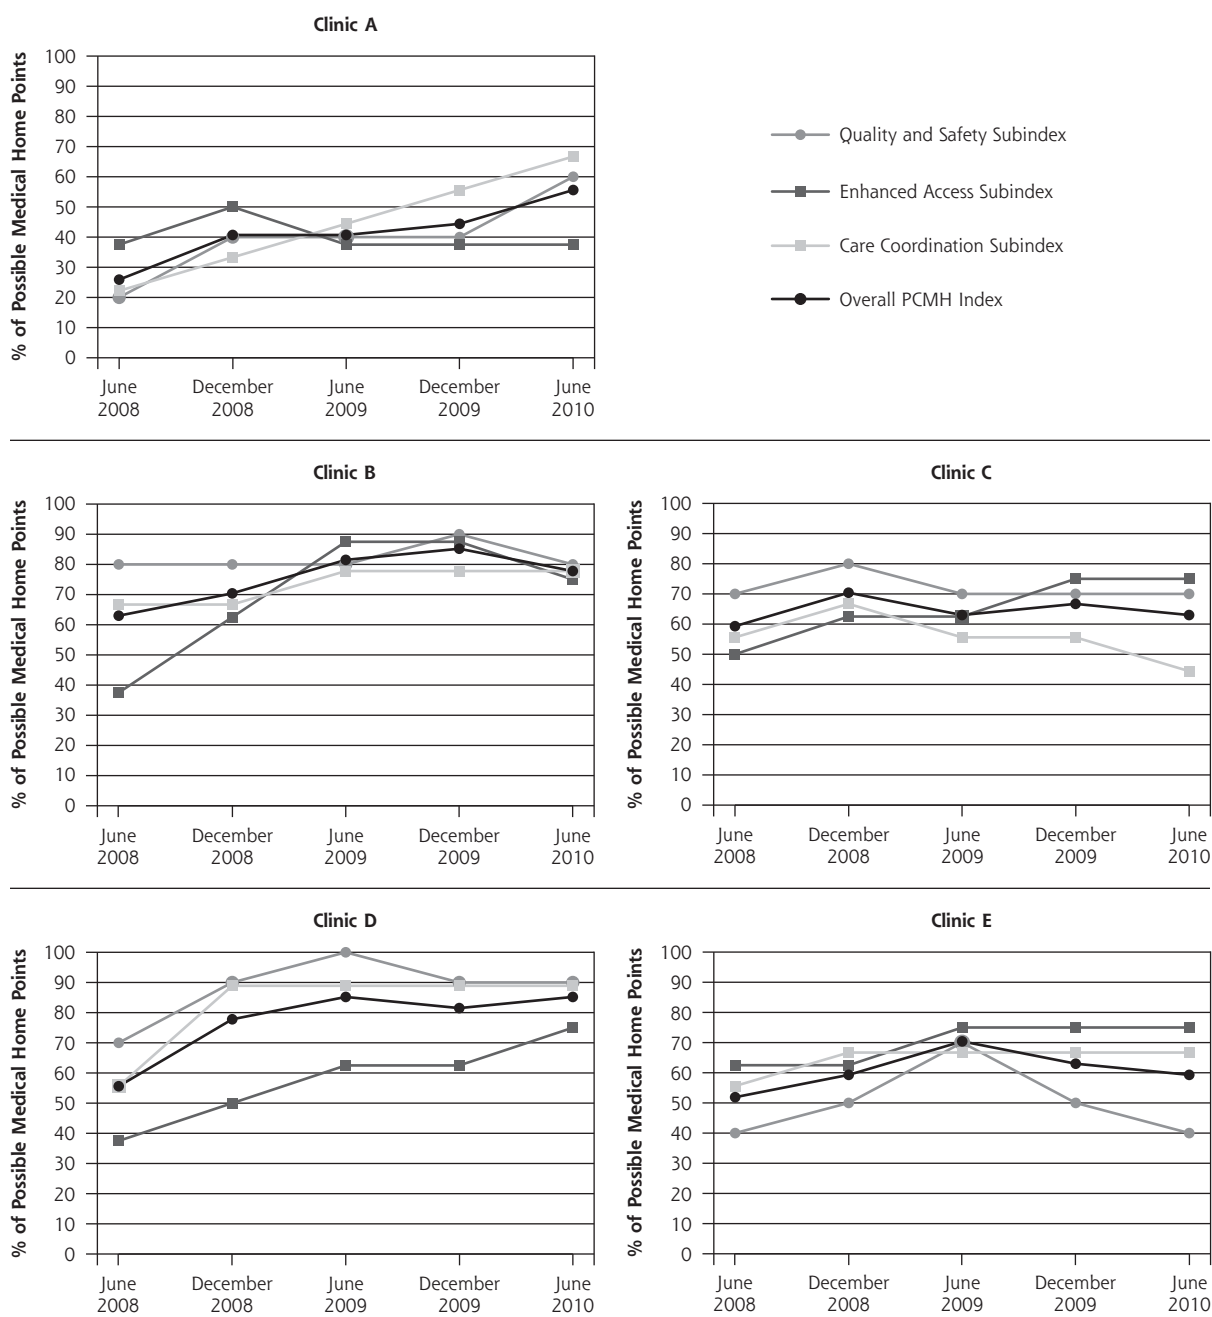 Clinic A
% of Possible Medical Home Points
100
90
80
70
60
50
40
30
20
10
0
June 2008
December 2008
June 2009
December 2009
June 2010
Quality and Safety Subindex
Enhanced Access Subindex
Care Coordination Subindex
Overall PCMH Index
Clinic B
% of Possible Medical Home Points
100
90
80
70
60
50
40
30
20
10
0
June 2008
December 2008
June 2009
December 2009
June 2010
Clinic C
% of Possible Medical Home Points
100
90
80
70
60
50
40
30
20
10
0
June 2008
December 2008
June 2009
December 2009
June 2010
Clinic D
% of Possible Medical Home Points
100
90
80
70
60
50
40
30
20
10
0
June 2008
December 2008
June 2009
December 2009
June 2010
Clinic E
% of Possible Medical Home Points
100
90
80
70
60
50
40
30
20
10
0
June 2008
December 2008
June 2009
December 2009
June 2010